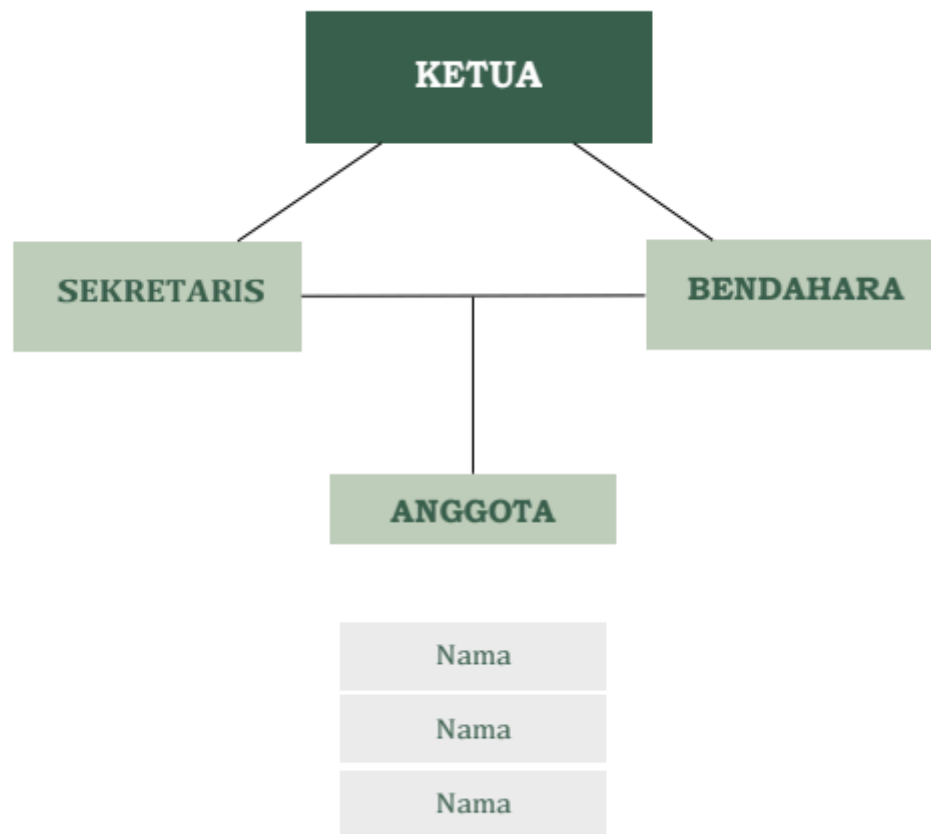 KETUA
SEKRETARIS
BENDAHARA
ANGGOTA
Nama
Nama
Nama